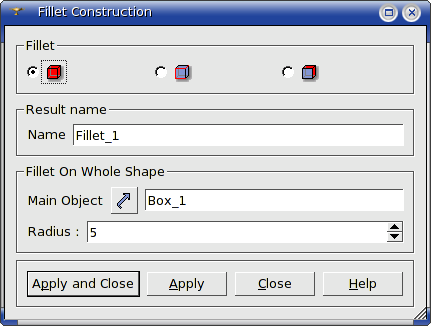 Fillet Construction
Fillet
Result name
Name Fillet_1
Fillet On Whole Shape
Main Object Box_1
Radius : 5
Apply and Close Apply Close Help